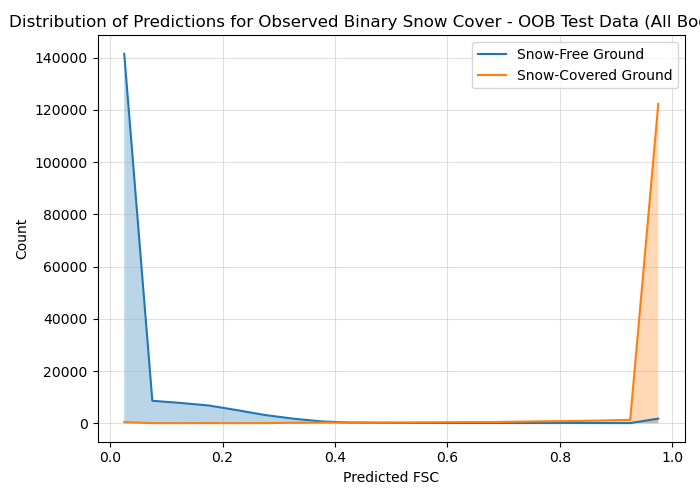 Distribution of Predictions for Observed Binary Snow Cover - OOB Test Data (All
Snow-Free Ground
Snow-Covered Ground
140000
120000
100000
80000
60000
40000
20000
0
Count
0.0 0.2 0.4 0.6 0.8 1.0
Predicted FSC